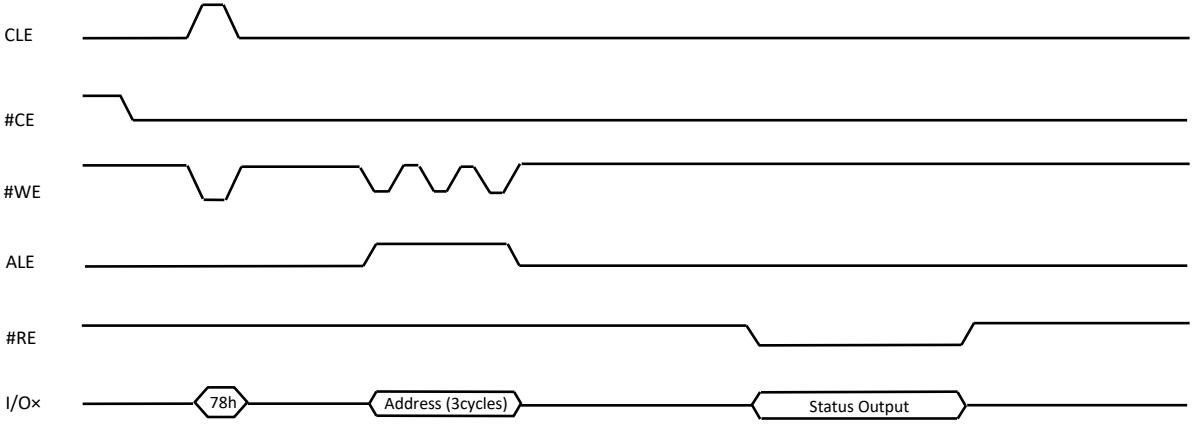 CLE
#CE
#WE
ALE
#RE
I/O× 78h Address (3cycles) Status Output